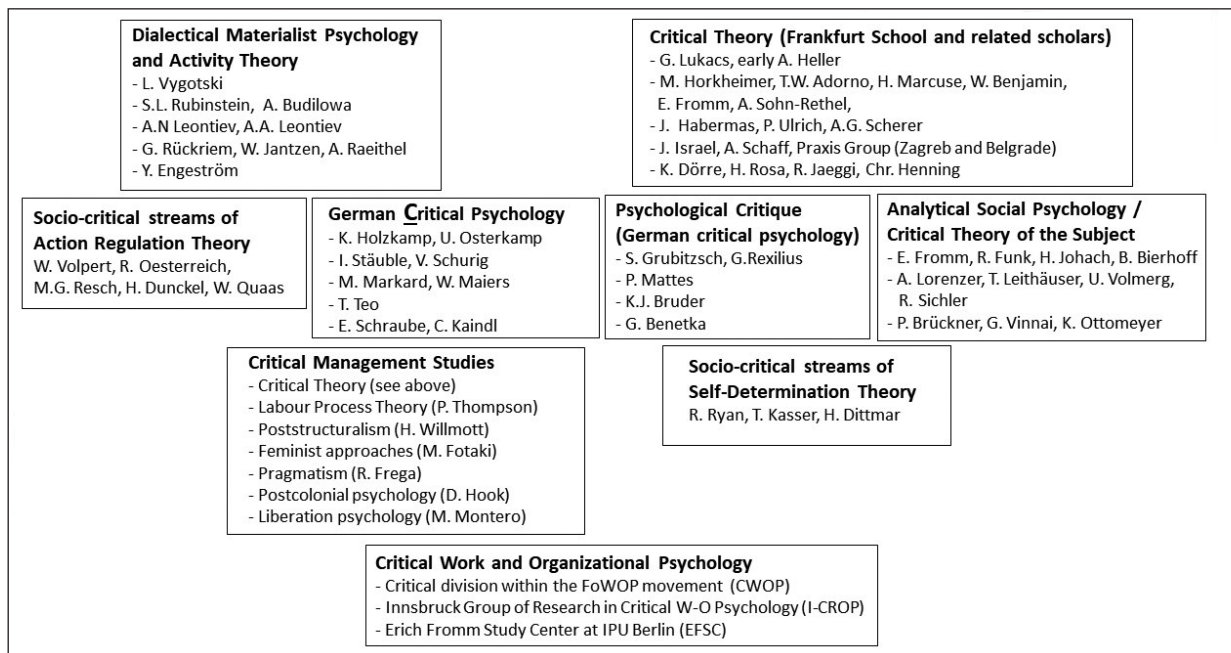 Dialectical Materialist Psychology
and Activity Theory
- L. Vygotski
- S.L. Rubinstein, A. Budilowa
- A.N Leontiev, A.A. Leontiev
- G. Rückriem, W. Jantzen, A. Raeithel
- Y. Engeström
Critical Theory (Frankfurt School and related scholars)
- G. Lukacs, early A. Heller
- M. Horkheimer, T.W. Adorno, H. Marcuse, W. Benjamin,
E. Fromm, A. Sohn-Rethel,
- J. Habermas, P. Ulrich, A.G. Scherer
- J. Israel, A. Schaff, Praxis Group (Zagreb and Belgrade)
- K. Dörre, H. Rosa, R. Jaeggi, Chr. Henning
Socio-critical streams of
Action Regulation Theory
W. Volpert, R. Oesterreich,
M.G. Resch, H. Dunckel, W. Quaas
German Critical Psychology
- K. Holzkamp, U. Osterkamp
- I. Stäuble, V. Schurig
- M. Markard, W. Maiers
- T. Teo
- E. Schraube, C. Kaindl
Psychological Critique
(German critical psychology)
- S. Grubitzsch, G.Rexilius
- P. Mattes
- K.J. Bruder
- G. Benetka
Analytical Social Psychology /
Critical Theory of the Subject
- E. Fromm, R. Funk, H. Johach, B. Bierhoff
- A. Lorenzer, T. Leithäuser, U. Volmerg,
R. Sichler
- P. Brückner, G. Vinnai, K. Ottomeyer
Critical Management Studies
- Critical Theory (see above)
- Labour Process Theory (P. Thompson)
- Poststructuralism (H. Willmott)
- Feminist approaches (M. Fotaki)
- Pragmatism (R. Frega)
- Postcolonial psychology (D. Hook)
- Liberation psychology (M. Montero)
Socio-critical streams of
Self-Determination Theory
R. Ryan, T. Kasser, H. Dittmar
Critical Work and Organizational Psychology
- Critical division within the FoWOP movement (CWOP)
- Innsbruck Group of Research in Critical W-O Psychology (I-CROP)
- Erich Fromm Study Center at IPU Berlin (EFSC)